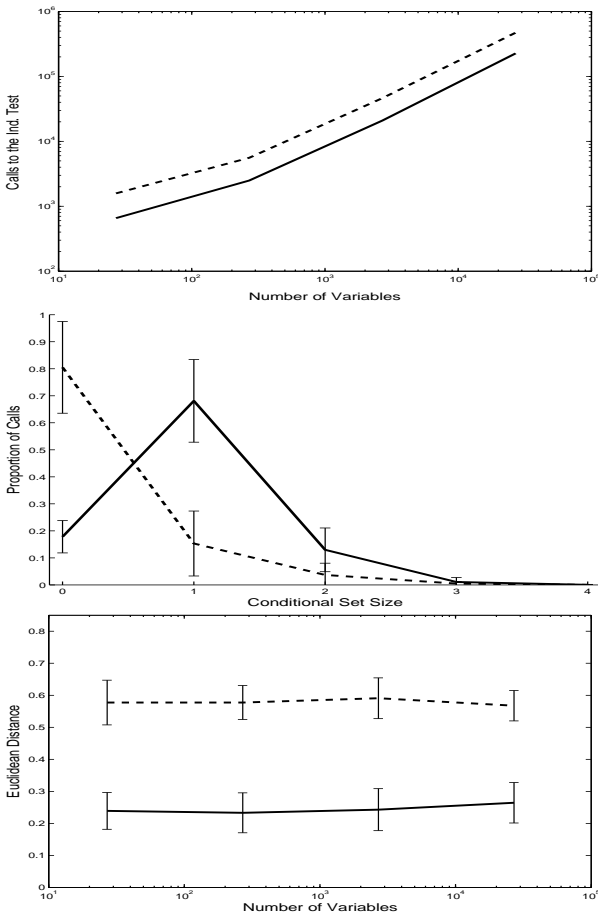 10^6
10^5
10^4
10^3
10^2
Calls to the Ind. Test
10^1 10^2 10^3 10^4 10^5
Number of Variables
1
0.9
0.8
0.7
0.6
0.5
0.4
0.3
0.2
0.1
0
Proportion of Calls
0 1 2 3 4
Conditional Set Size
0.8
0.7
0.6
0.5
0.4
0.3
0.2
0.1
0
Euclidean Distance
10^1 10^2 10^3 10^4 10^5
Number of Variables